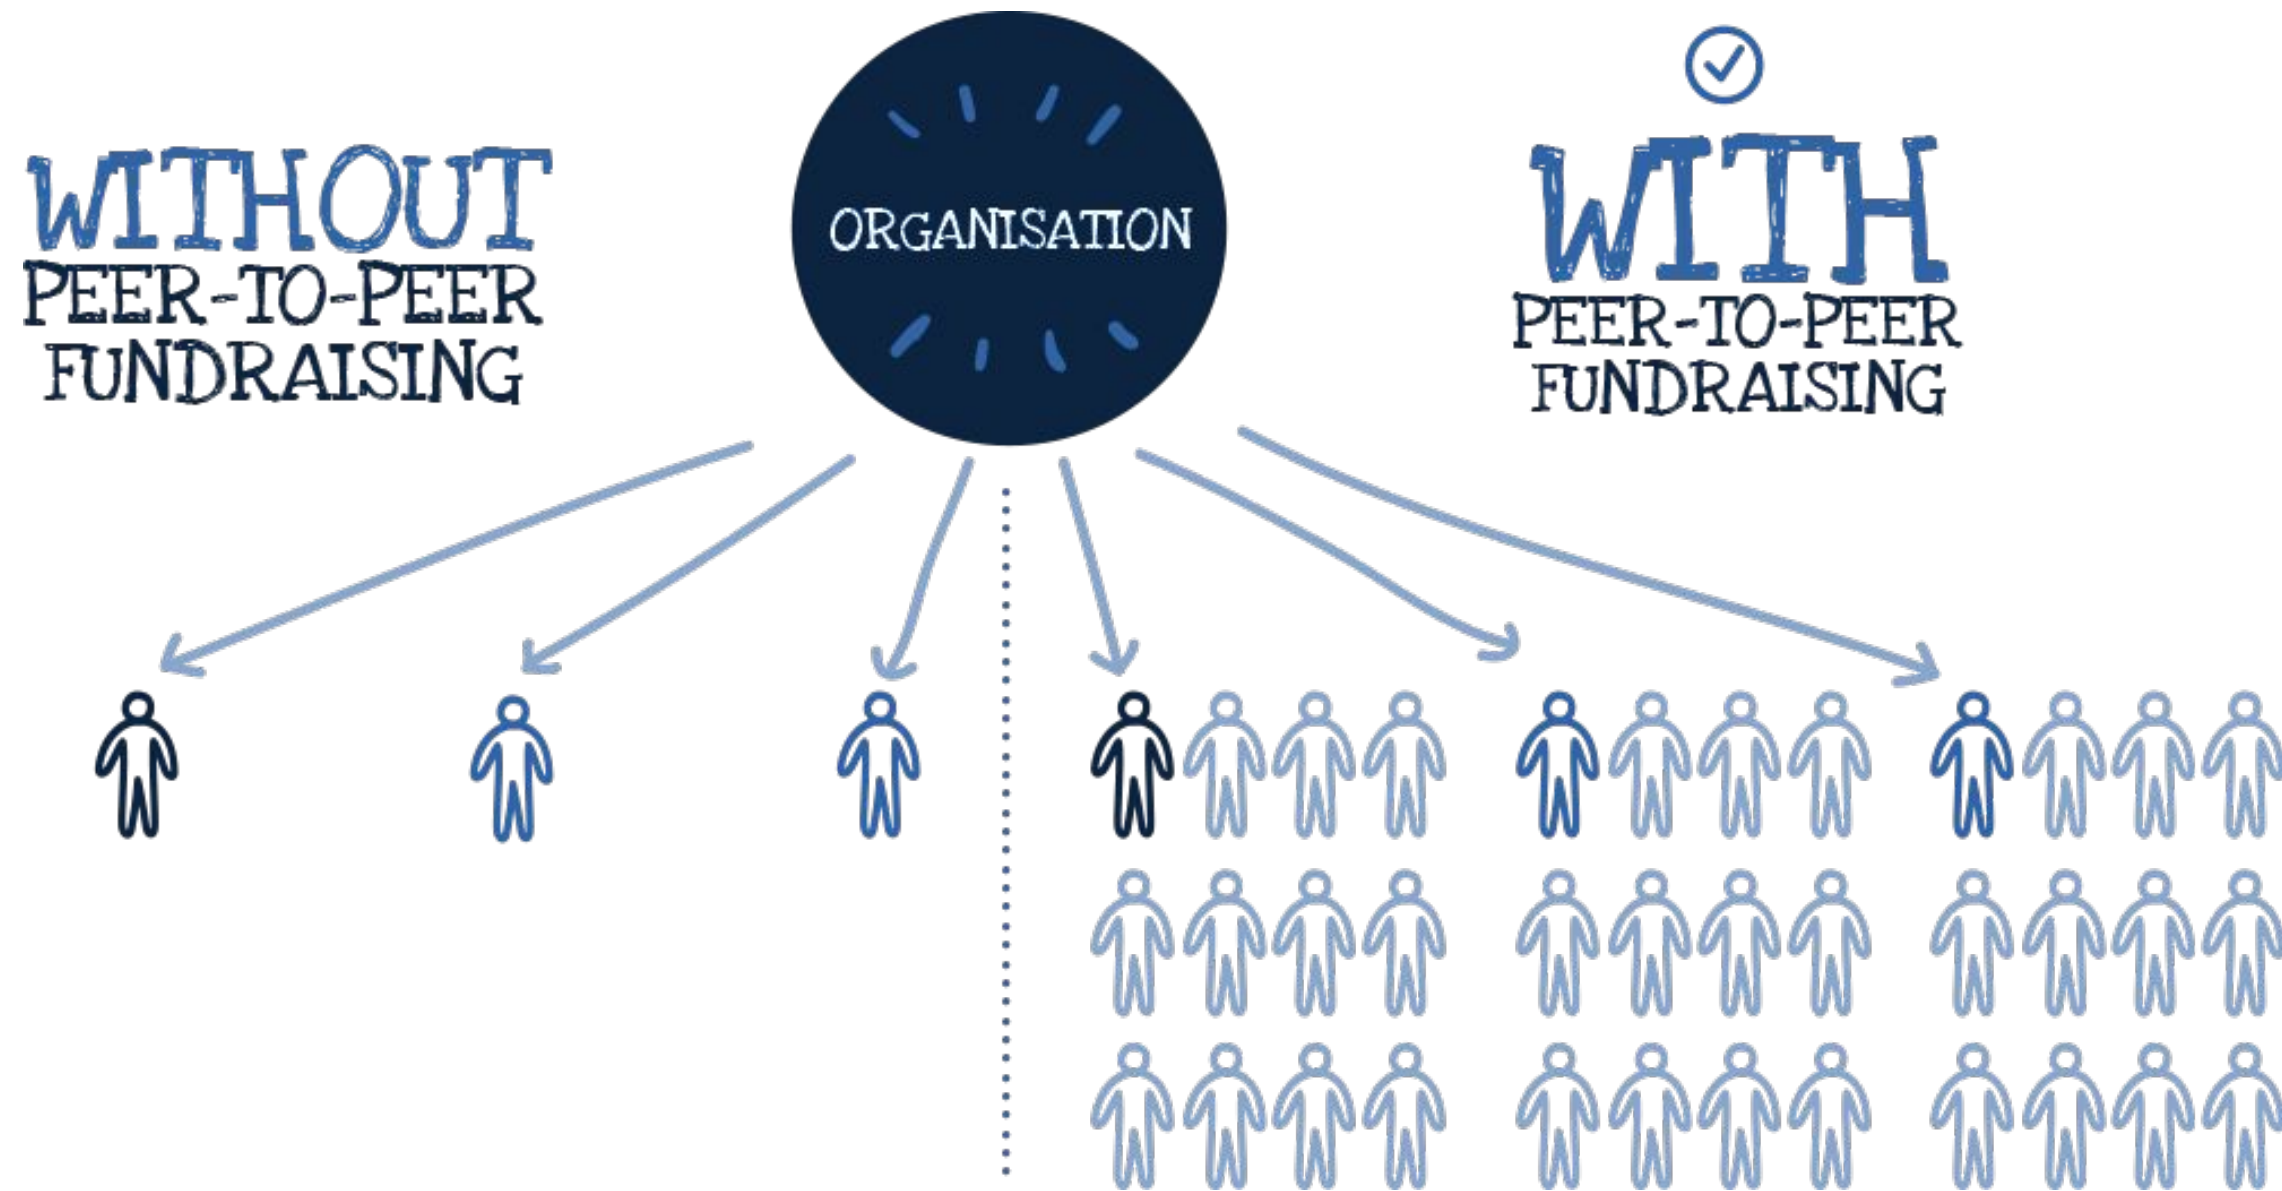 WITHOUT
PEER-TO-PEER
FUNDRAISING
ORGANISATION
WITH
PEER-TO-PEER
FUNDRAISING